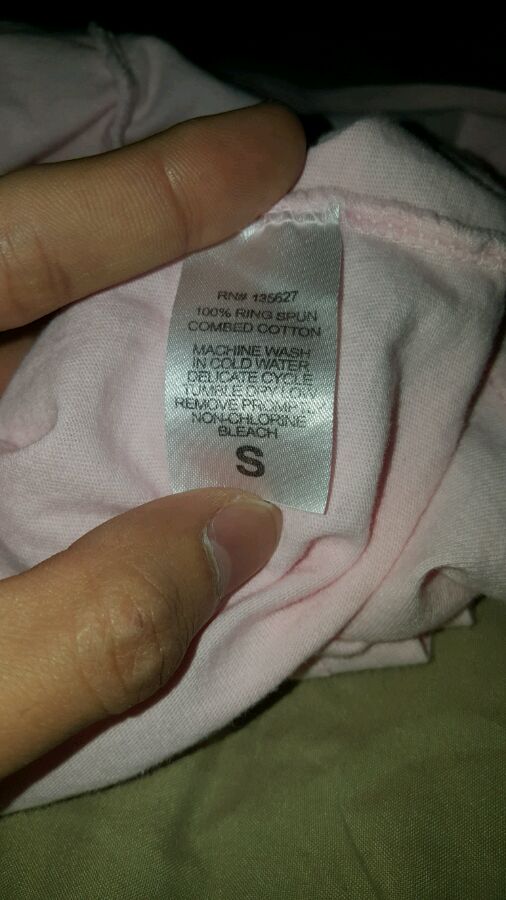 RN# 135627
100% RING SPUN
COMBED COTTON
MACHINE WASH
IN COLD WATER
DELICATE CYCLE
TUMBLE DRY LOW
REMOVE PROMPTLY
NON-CHLORINE
BLEACH
S